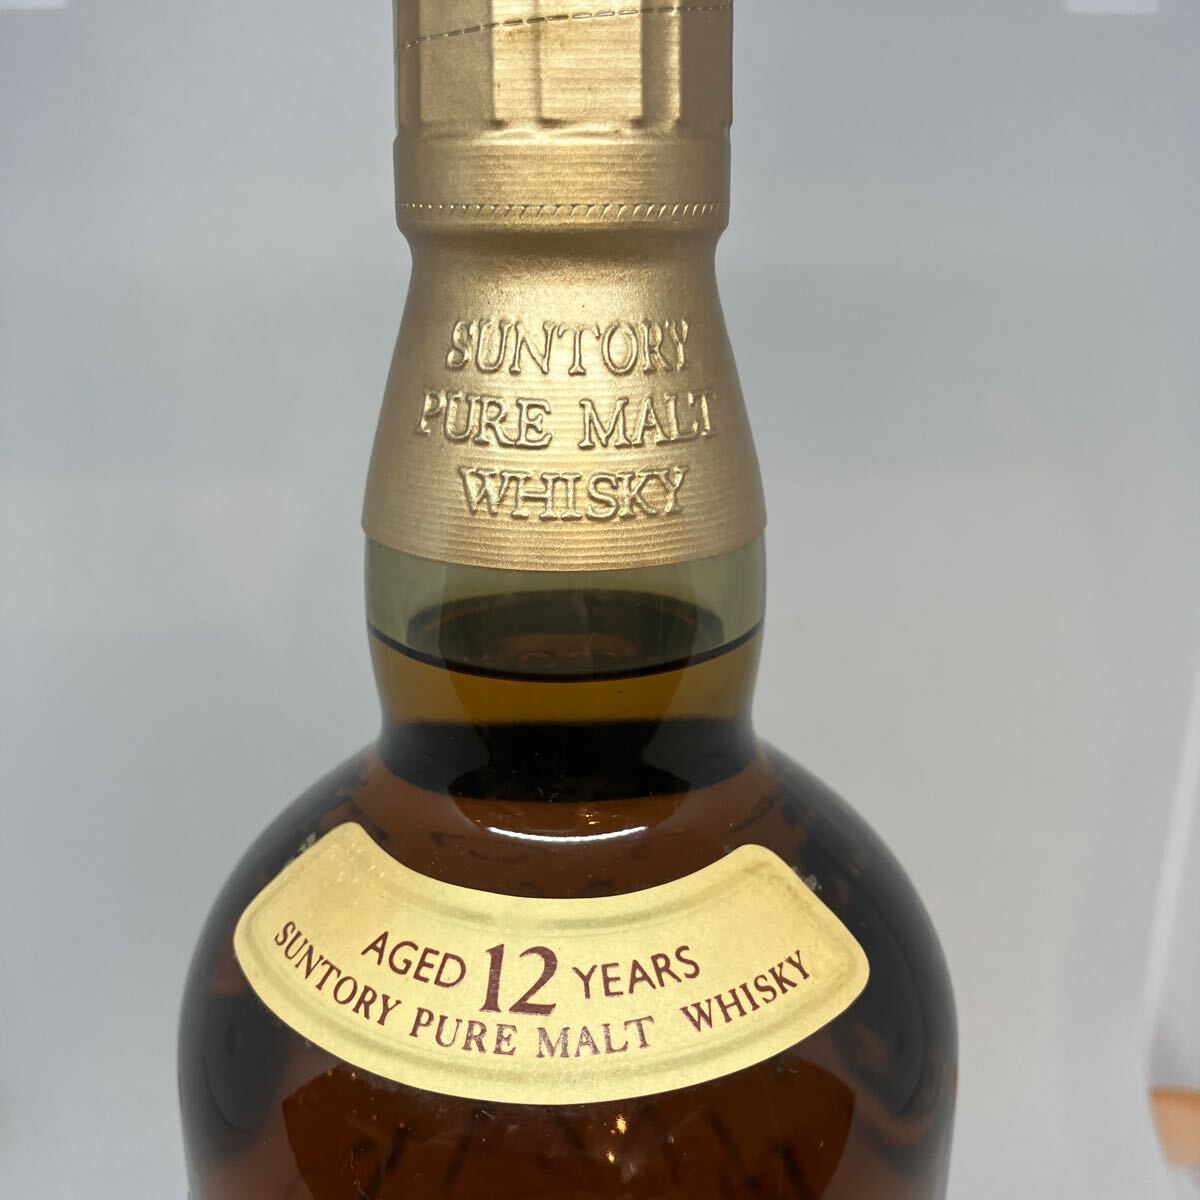 SUNTORY
PURE MALT
WHISKY
AGED 12 YEARS
SUNTORY PURE MALT WHISKY